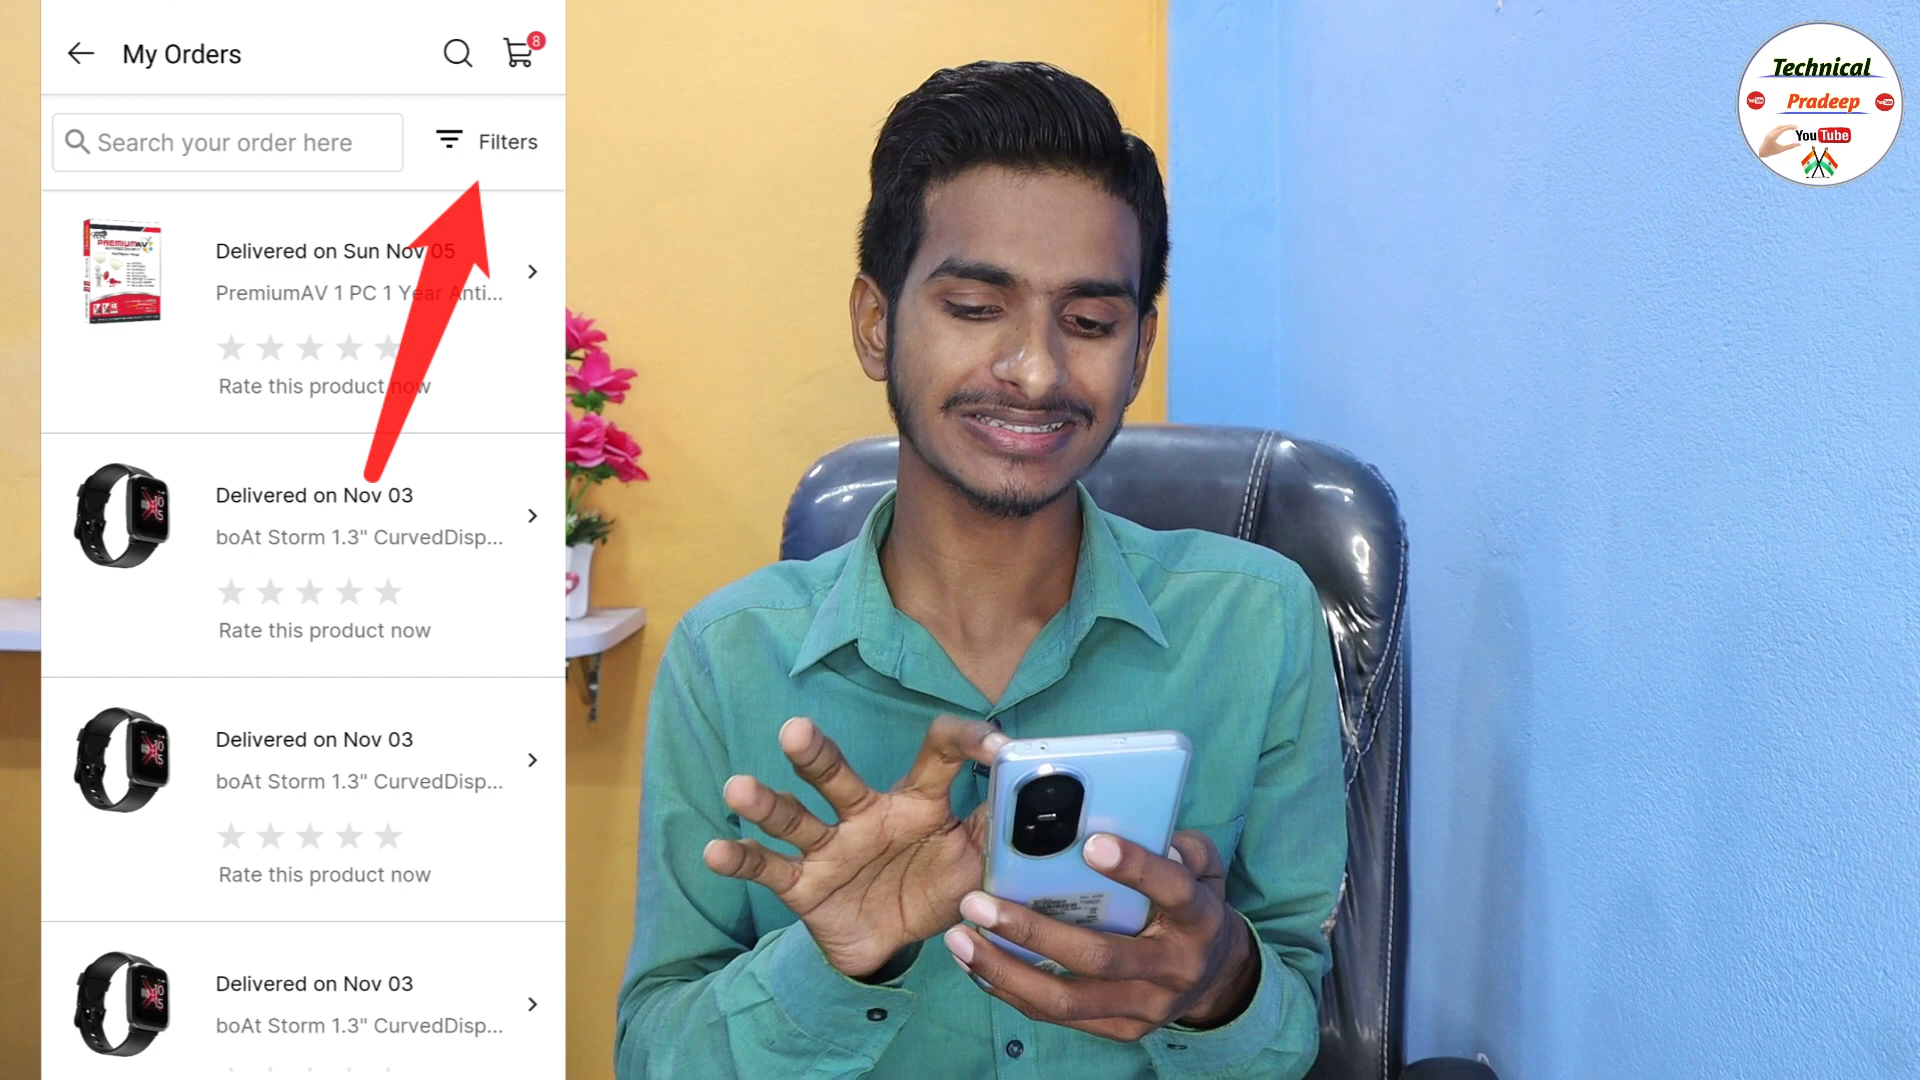 My Orders
8
Search your order here
Filters
PREMIUMAV
Delivered on Sun Nov 05
PremiumAV 1 PC 1 Year Anti...
Rate this product now
Delivered on Nov 03
boAt Storm 1.3" CurvedDisp...
Rate this product now
Delivered on Nov 03
boAt Storm 1.3" CurvedDisp...
Rate this product now
Delivered on Nov 03
boAt Storm 1.3" CurvedDisp...
Technical
Pradeep
YouTube